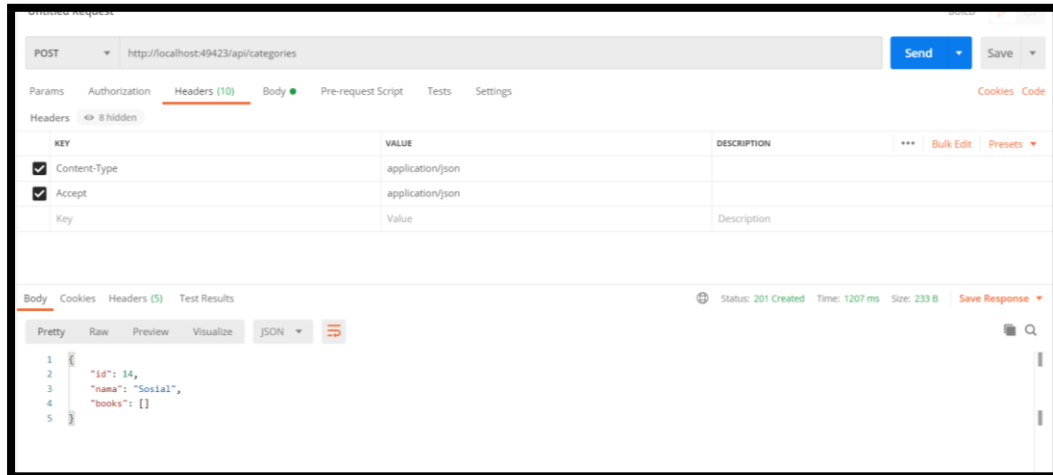 Untitled Request
POST http://localhost:49423/api/categories Send Save
Params Authorization Headers (10) Body Pre-request Script Tests Settings Cookies Code
Headers 8 hidden
KEY VALUE DESCRIPTION Bulk Edit Presets
Content-Type application/json
Accept application/json
Key Value Description
Body Cookies Headers (5) Test Results Status: 201 Created Time: 1207 ms Size: 233 B Save Response
Pretty Raw Preview Visualize JSON
1 {
2 "id": 14,
3 "nama": "Sosial",
4 "books": []
5 }